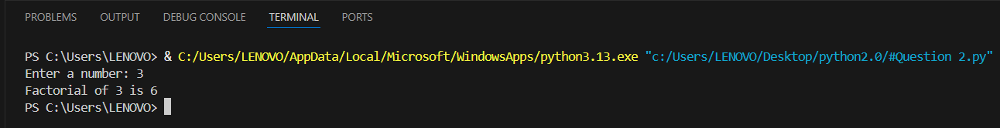 PROBLEMS OUTPUT DEBUG CONSOLE TERMINAL PORTS
PS C:\Users\LENOVO> & C:/Users/LENOVO/AppData/Local/Microsoft/WindowsApps/python3.13.exe "c:/Users/LENOVO/Desktop/python2.0/#Question 2.py"
Enter a number: 3
Factorial of 3 is 6
PS C:\Users\LENOVO>